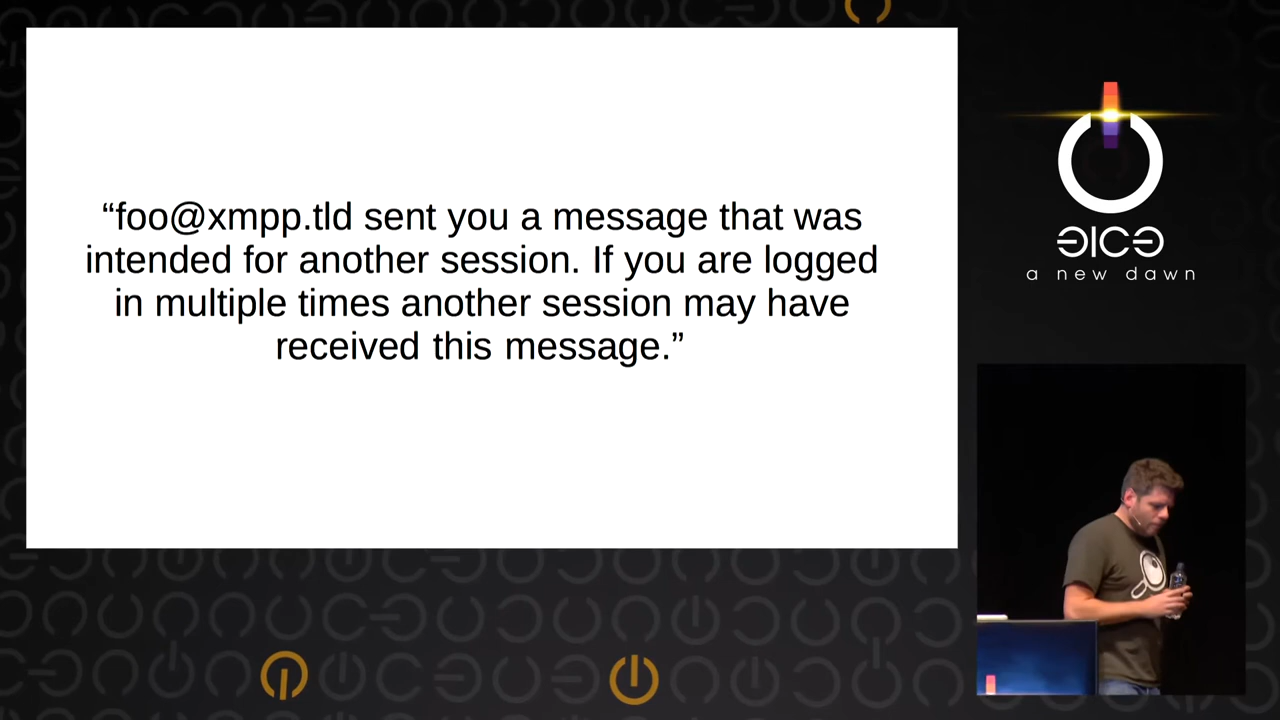 “foo@xmpp.tld sent you a message that was
intended for another session. If you are logged
in multiple times another session may have
received this message.”
a new dawn